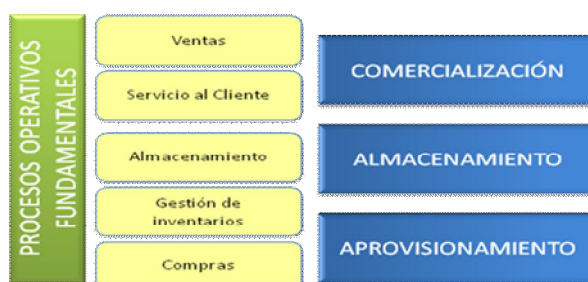 PROCESOS OPERATIVOS
FUNDAMENTALES
Ventas
Servicio al Cliente
Almacenamiento
Gestión de
inventarios
Compras
COMERCIALIZACIÓN
ALMACENAMIENTO
APROVISIONAMIENTO